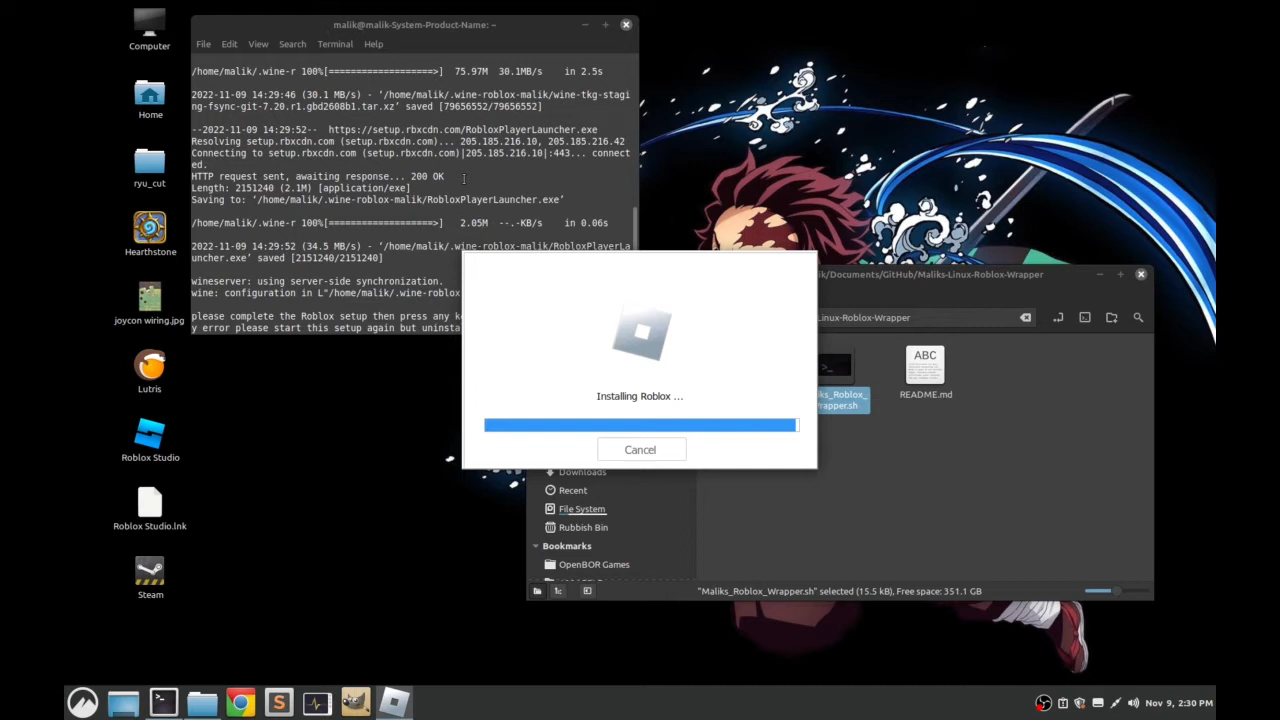 Computer
Home
ryu_cut
Hearthstone
joycon wiring.jpg
Lutris
Roblox Studio
Roblox Studio.lnk
Steam
malik@malik-System-Product-Name: ~
File Edit View Search Terminal Help
/home/malik/.wine-r 100%[===================>] 75.97M 30.1MB/s in 2.5s
2022-11-09 14:29:46 (30.1 MB/s) - ‘/home/malik/.wine-roblox-malik/wine-tkg-stagi
ng-fsync-git-7.20.r1.gbd2608b1.tar.xz’ saved [79656552/79656552]
--2022-11-09 14:29:52-- https://setup.rbxcdn.com/RobloxPlayerLauncher.exe
Resolving setup.rbxcdn.com (setup.rbxcdn.com)... 205.185.216.10, 205.185.216.42
Connecting to setup.rbxcdn.com (setup.rbxcdn.com)|205.185.216.10|:443... connect
ed.
HTTP request sent, awaiting response... 200 OK
Length: 2151240 (2.1M) [application/exe]
Saving to: ‘/home/malik/.wine-roblox-malik/RobloxPlayerLauncher.exe’
/home/malik/.wine-r 100%[===================>] 2.05M --.-KB/s in 0.06s
2022-11-09 14:29:52 (34.5 MB/s) - ‘/home/malik/.wine-roblox-malik/RobloxPlayerLa
uncher.exe’ saved [2151240/2151240]
wineserver: using server-side synchronization.
wine: configuration in L"/home/malik/.wine-roblox
please complete the Roblox setup then press any ke
y error please start this setup again but uninsta
Installing Roblox ...
Cancel
ik/Documents/GitHub/Maliks-Linux-Roblox-Wrapper
Linux-Roblox-Wrapper
ks_Roblox_
rapper.sh
ABC
README.md
Downloads
Recent
File System
Rubbish Bin
Bookmarks
OpenBOR Games
"Maliks_Roblox_Wrapper.sh" selected (15.5 kB), Free space: 351.1 GB
Nov 9, 2:30 PM